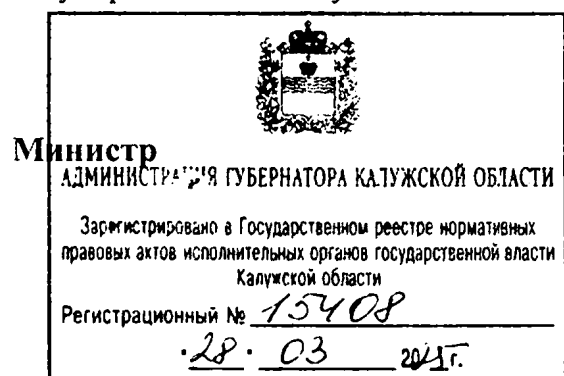 Министр
АДМИНИСТРАЦИЯ ГУБЕРНАТОРА КАЛУЖСКОЙ ОБЛАСТИ
Зарегистрировано в Государственном реестре нормативных
правовых актов исполнительных органов государственной власти
Калужской области
Регистрационный № 15408
"28" 03 2025г.